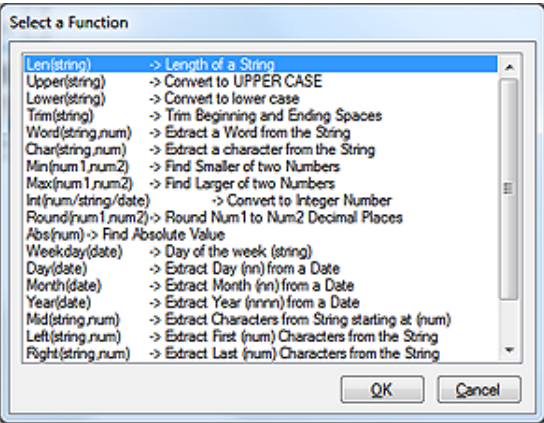 Select a Function
Len(string) -> Length of a String
Upper(string) -> Convert to UPPER CASE
Lower(string) -> Convert to lower case
Trim(string) -> Trim Beginning and Ending Spaces
Word(string,num) -> Extract a Word from the String
Char(string,num) -> Extract a character from the String
Min(num1,num2) -> Find Smaller of two Numbers
Max(num1,num2) -> Find Larger of two Numbers
Int(num/string/date) -> Convert to Integer Number
Round(num1,num2)-> Round Num1 to Num2 Decimal Places
Abs(num) -> Find Absolute Value
Weekday(date) -> Day of the week (string)
Day(date) -> Extract Day (nn) from a Date
Month(date) -> Extract Month (nn) from a Date
Year(date) -> Extract Year (nnnn) from a Date
Mid(string,num) -> Extract Characters from String starting at (num)
Left(string,num) -> Extract First (num) Characters from the String
Right(string,num) -> Extract Last (num) Characters from the String
OK Cancel